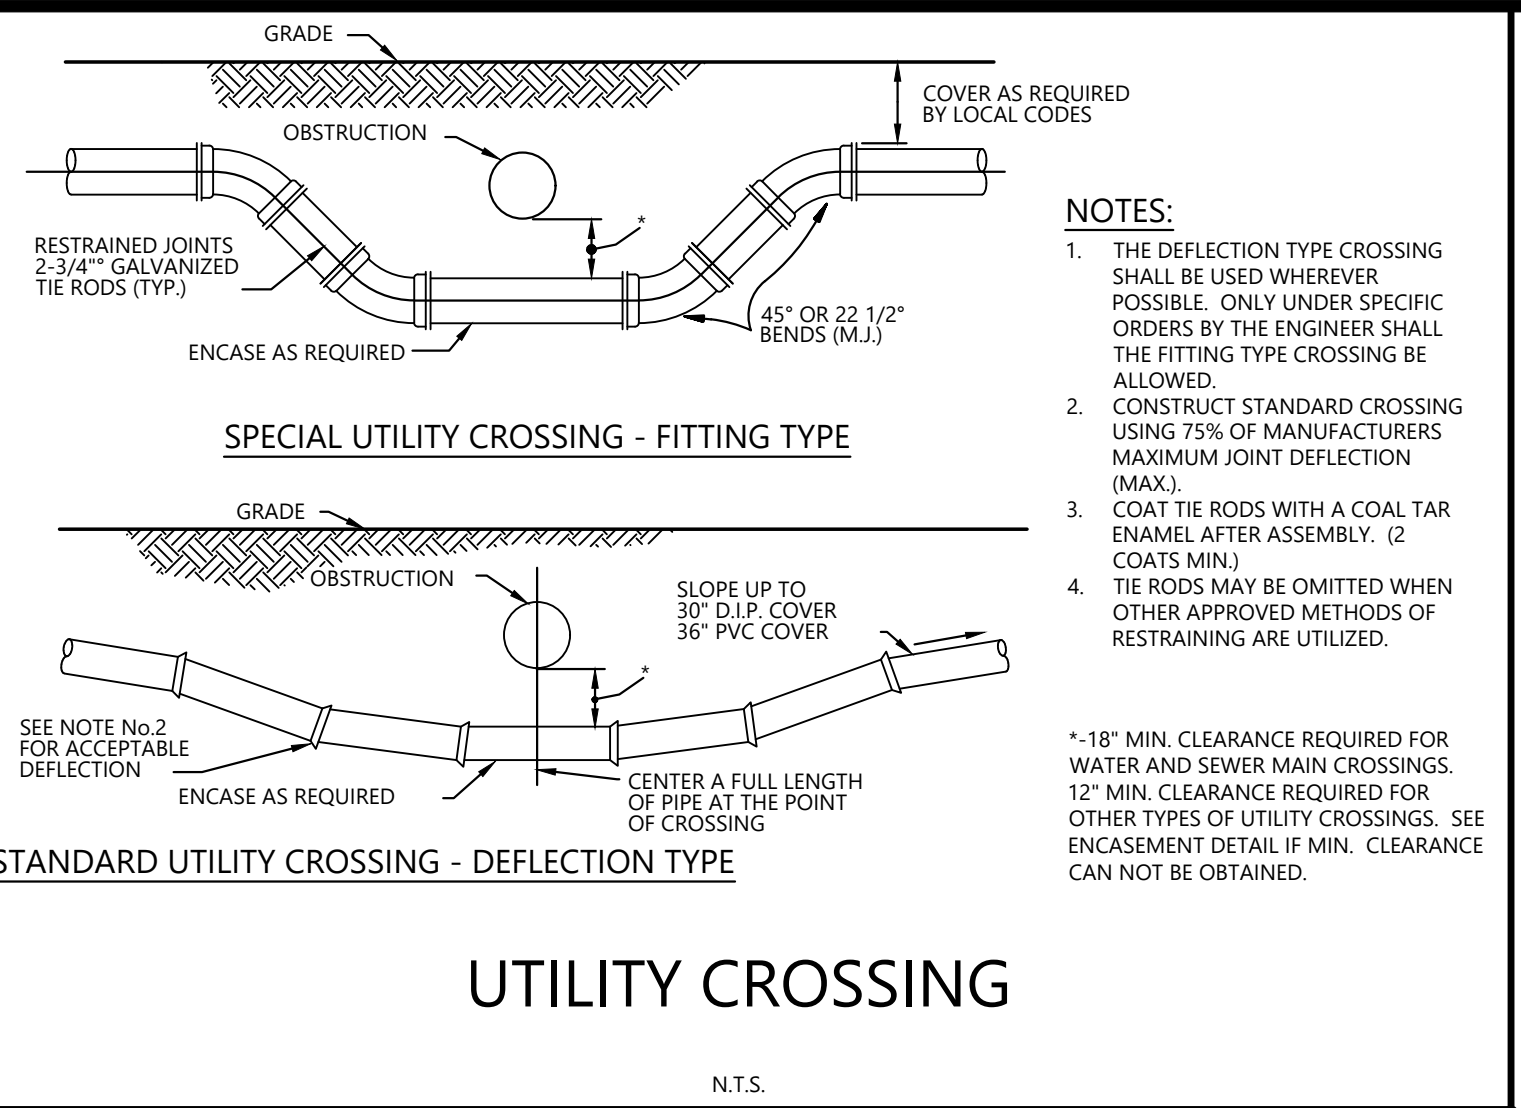 GRADE
COVER AS REQUIRED
BY LOCAL CODES
OBSTRUCTION
*
RESTRAINED JOINTS
2-3/4"° GALVANIZED
TIE RODS (TYP.)
45° OR 22 1/2°
BENDS (M.J.)
ENCASE AS REQUIRED
SPECIAL UTILITY CROSSING - FITTING TYPE
GRADE
OBSTRUCTION
SLOPE UP TO
30" D.I.P. COVER
36" PVC COVER
*
SEE NOTE No.2
FOR ACCEPTABLE
DEFLECTION
ENCASE AS REQUIRED
CENTER A FULL LENGTH
OF PIPE AT THE POINT
OF CROSSING
STANDARD UTILITY CROSSING - DEFLECTION TYPE
NOTES:
1. THE DEFLECTION TYPE CROSSING
SHALL BE USED WHEREVER
POSSIBLE. ONLY UNDER SPECIFIC
ORDERS BY THE ENGINEER SHALL
THE FITTING TYPE CROSSING BE
ALLOWED.
2. CONSTRUCT STANDARD CROSSING
USING 75% OF MANUFACTURERS
MAXIMUM JOINT DEFLECTION
(MAX.).
3. COAT TIE RODS WITH A COAL TAR
ENAMEL AFTER ASSEMBLY. (2
COATS MIN.)
4. TIE RODS MAY BE OMITTED WHEN
OTHER APPROVED METHODS OF
RESTRAINING ARE UTILIZED.
*-18" MIN. CLEARANCE REQUIRED FOR
WATER AND SEWER MAIN CROSSINGS.
12" MIN. CLEARANCE REQUIRED FOR
OTHER TYPES OF UTILITY CROSSINGS. SEE
ENCASEMENT DETAIL IF MIN. CLEARANCE
CAN NOT BE OBTAINED.
UTILITY CROSSING
N.T.S.